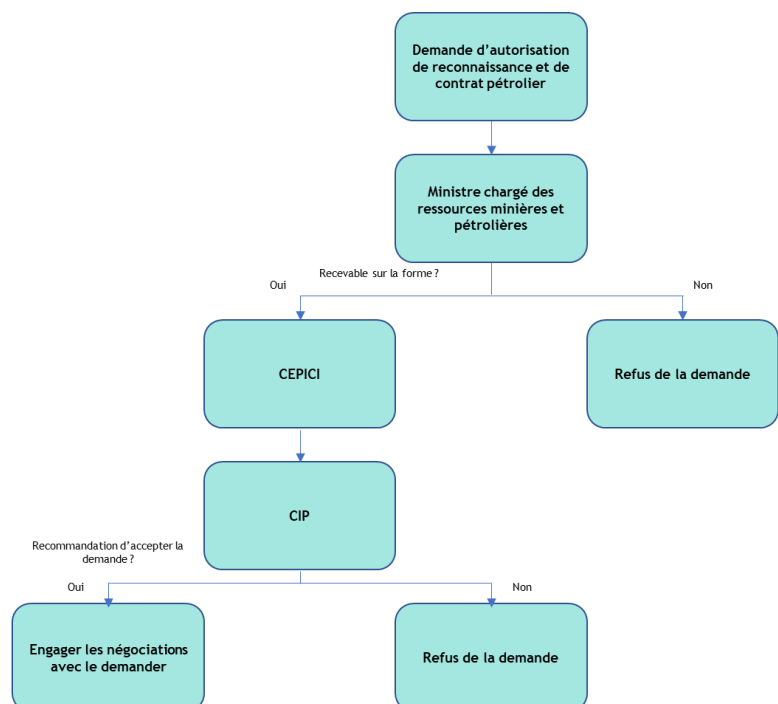 Demande d’autorisation
de reconnaissance et de
contrat pétrolier
Ministre chargé des
ressources minières et
pétrolières
Recevable sur la forme ?
Oui
Non
CEPICI
Refus de la demande
CIP
Recommandation d’accepter la
demande ?
Oui
Non
Engager les négociations
avec le demander
Refus de la demande